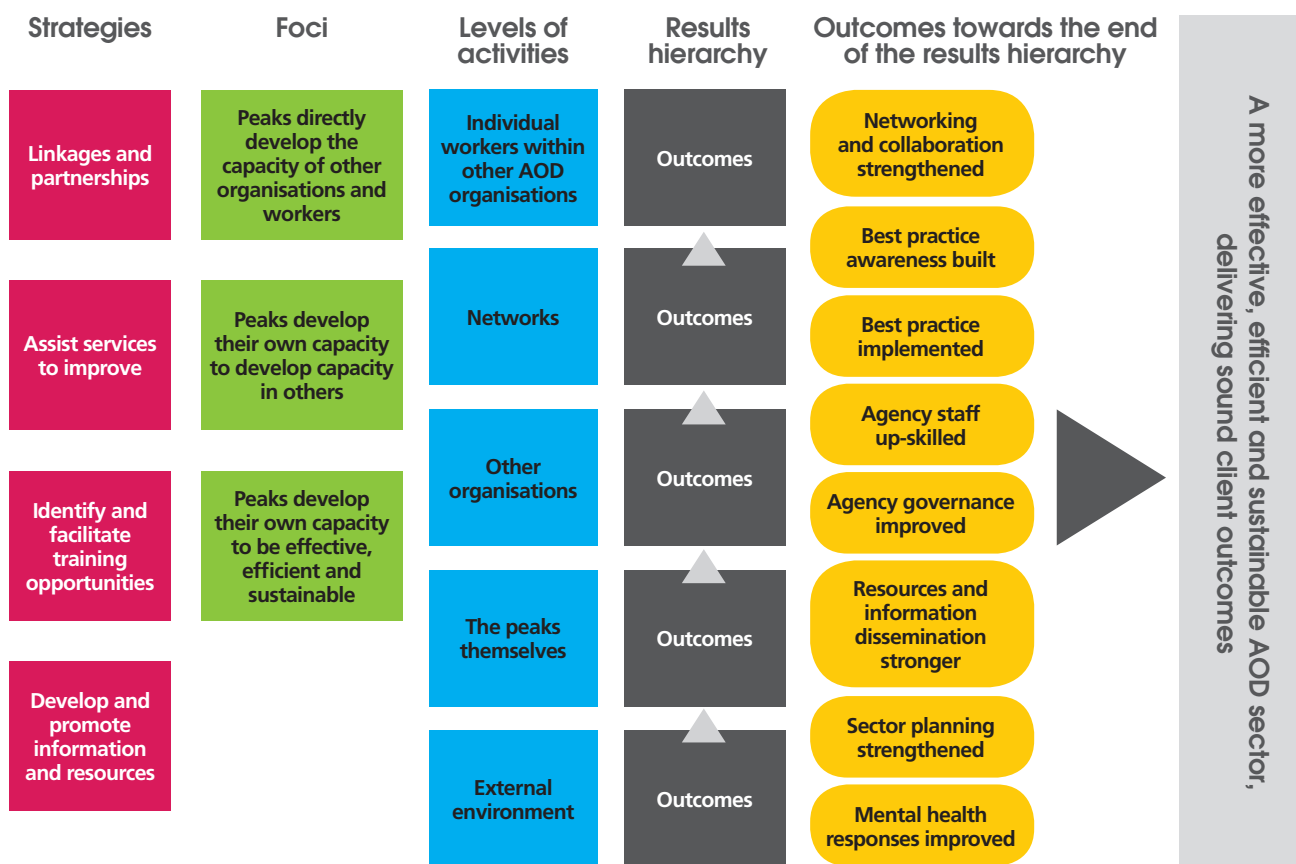 Strategies
Foci
Levels of
activities
Results
hierarchy
Outcomes towards the end
of the results hierarchy
Linkages and
partnerships
Assist services
to improve
Identify and
facilitate
training
opportunities
Develop and
promote
information
and resources
Peaks directly
develop the
capacity of other
organisations and
workers
Peaks develop
their own capacity
to develop capacity
in others
Peaks develop
their own capacity
to be effective,
efficient and
sustainable
Individual
workers within
other AOD
organisations
Networks
Other
organisations
The peaks
themselves
External
environment
Outcomes
Outcomes
Outcomes
Outcomes
Outcomes
Networking
and collaboration
strengthened
Best practice
awareness built
Best practice
implemented
Agency staff
up-skilled
Agency governance
improved
Resources and
information
dissemination
stronger
Sector planning
strengthened
Mental health
responses improved
A more effective, efficient and sustainable AOD sector,
delivering sound client outcomes